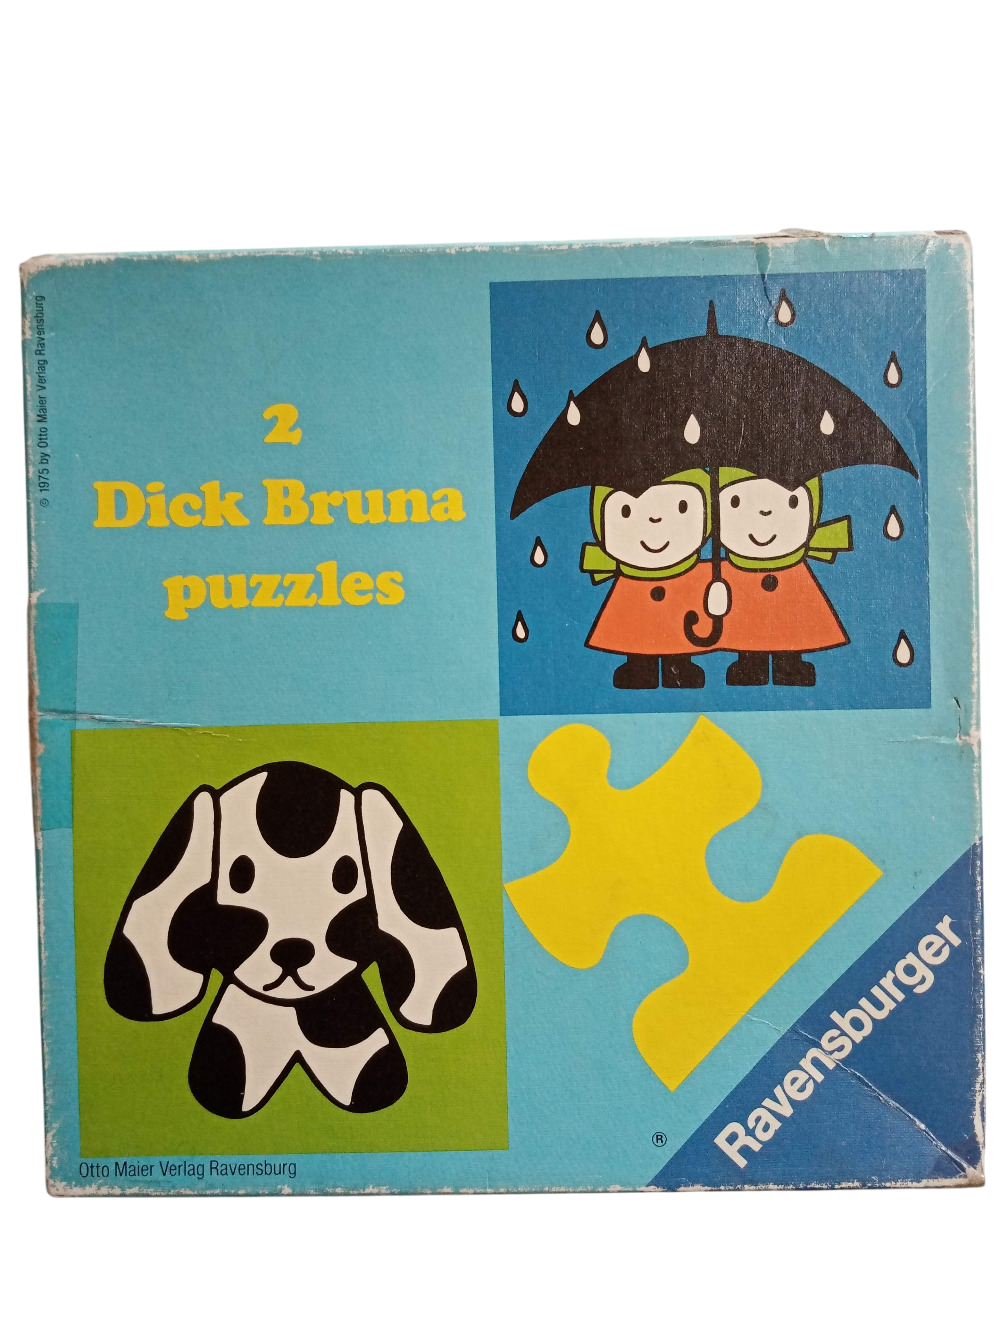 © 1975 by Otto Maier Verlag Ravensburg
2
Dick Bruna
puzzles
Otto Maier Verlag Ravensburg
®
Ravensburger